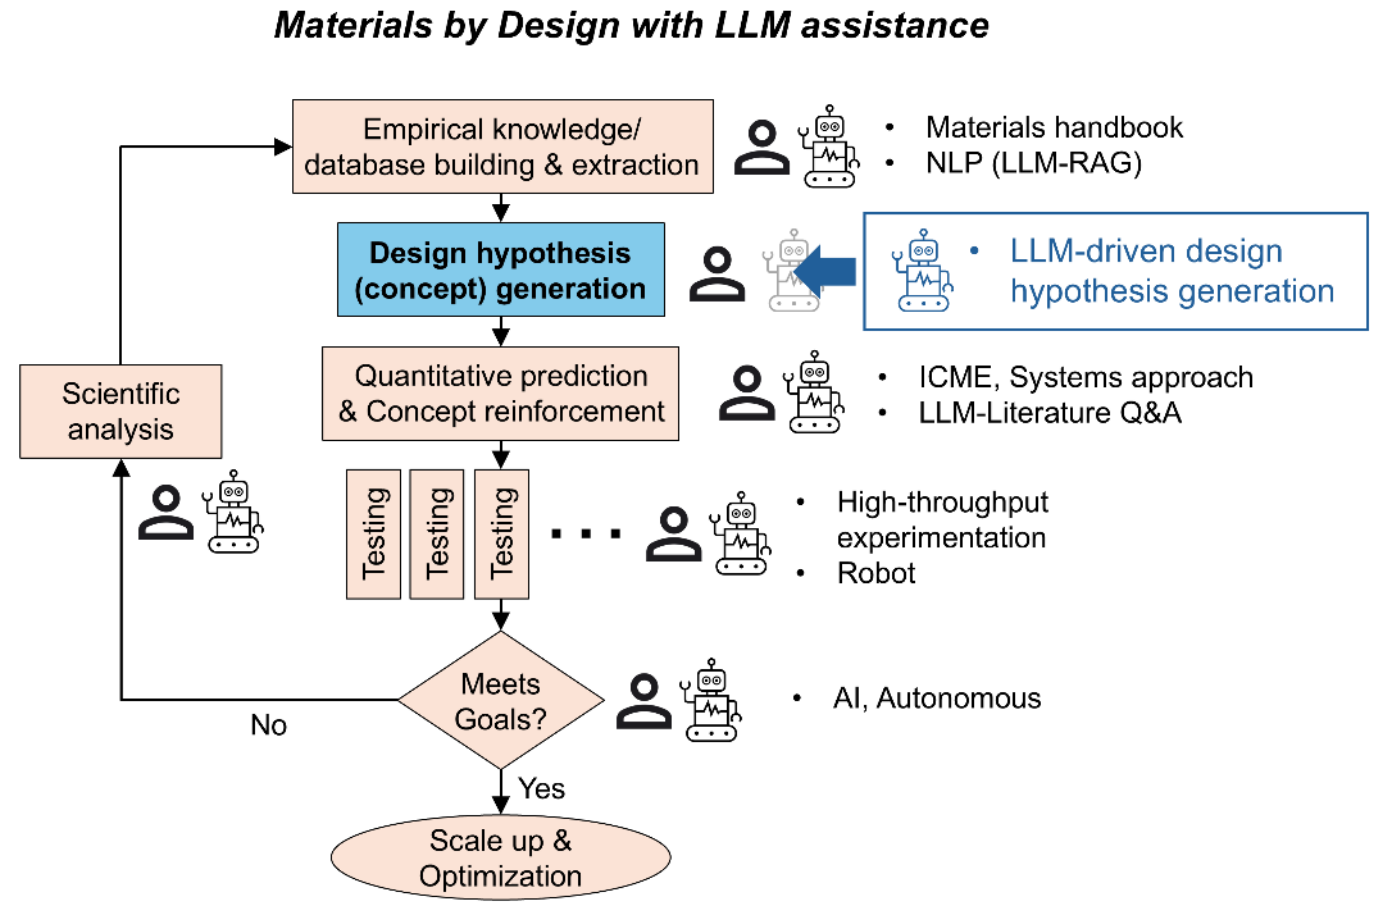 Materials by Design with LLM assistance
Empirical knowledge/
database building & extraction
• Materials handbook
• NLP (LLM-RAG)
Design hypothesis
(concept) generation
• LLM-driven design
hypothesis generation
Quantitative prediction
& Concept reinforcement
• ICME, Systems approach
• LLM-Literature Q&A
Scientific
analysis
Testing
Testing
Testing
• High-throughput
experimentation
• Robot
Meets
Goals?
• AI, Autonomous
No
Yes
Scale up &
Optimization